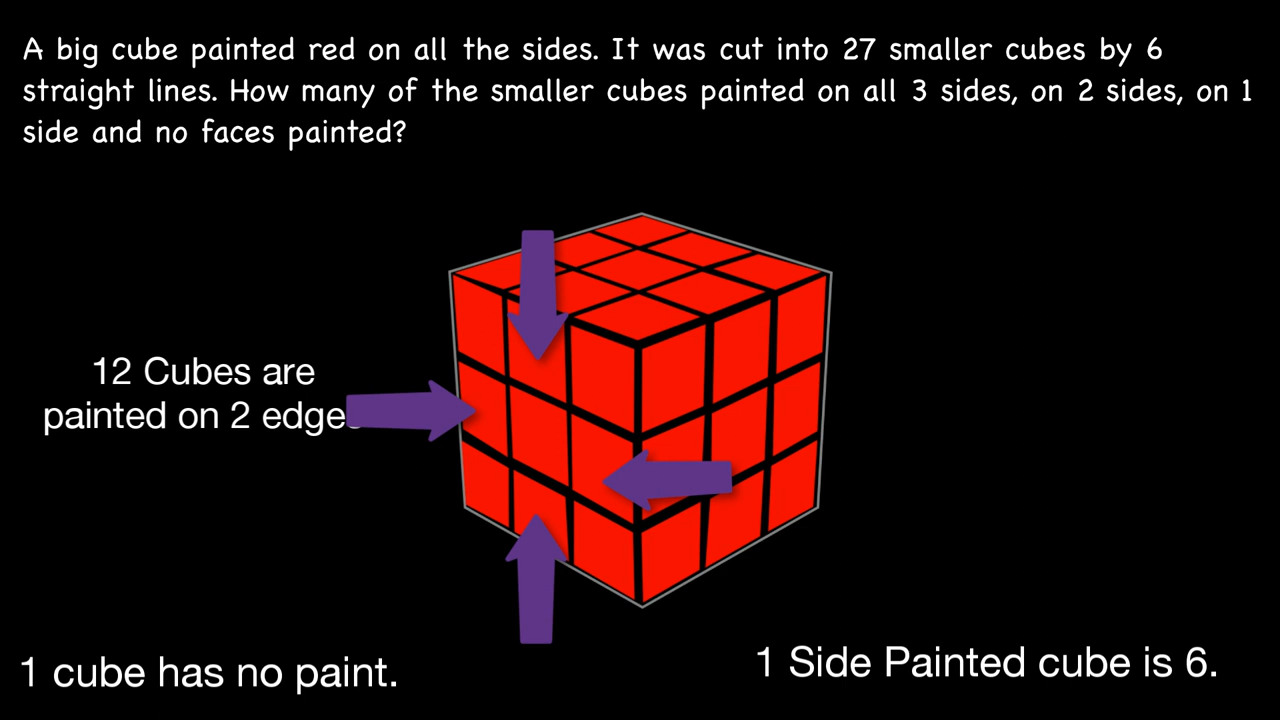 A big cube painted red on all the sides. It was cut into 27 smaller cubes by 6
straight lines. How many of the smaller cubes painted on all 3 sides, on 2 sides, on 1
side and no faces painted?
12 Cubes are
painted on 2 edges
1 cube has no paint.
1 Side Painted cube is 6.